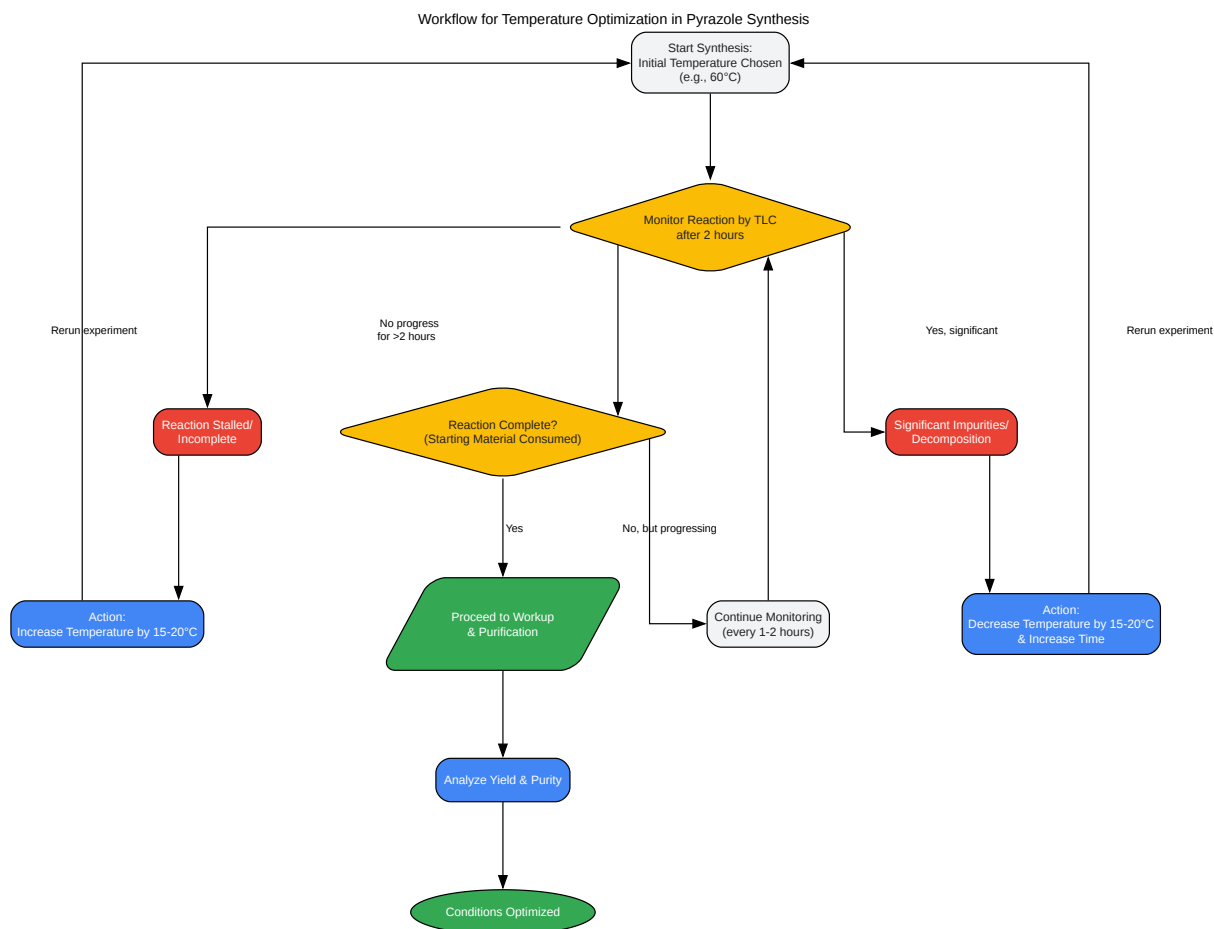 Workflow for Temperature Optimization in Pyrazole Synthesis
Start Synthesis:
Initial Temperature Chosen
(e.g., 60°C)
Monitor Reaction by TLC
after 2 hours
Rerun experiment
No progress
for >2 hours
Yes, significant
Rerun experiment
Reaction Stalled/
Incomplete
Reaction Complete?
(Starting Material Consumed)
Significant Impurities/
Decomposition
Yes
No, but progressing
Action:
Increase Temperature by 15-20°C
Proceed to Workup
& Purification
Continue Monitoring
(every 1-2 hours)
Action:
Decrease Temperature by 15-20°C
& Increase Time
Analyze Yield & Purity
Conditions Optimized